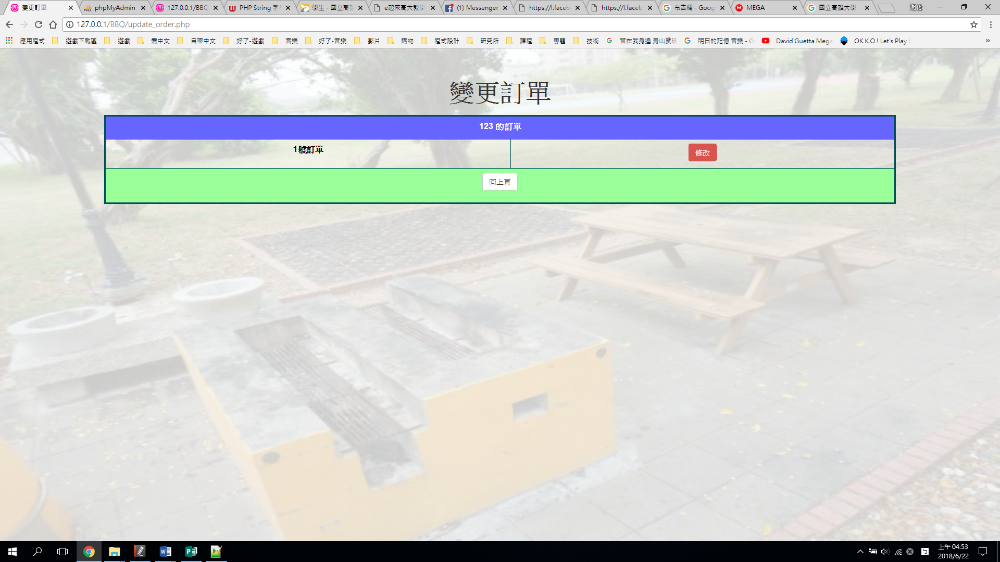 變更訂單
phpMyAdmin
127.0.0.1/BBQ
PHP String 字
學生 - 國立高
e起來高大教學
(1) Messenger
https://l.faceb
https://l.faceb
布告欄 - Goog
MEGA
國立高雄大學 -
湘俊
127.0.0.1/BBQ/update_order.php
應用程式
遊戲下載區
遊戲
需中文
自帶中文
好了-遊戲
音樂
好了-音樂
影片
購物
程式設計
研究所
課程
專題
技術
留在我身邊 青山黛
明日的記憶 音樂 - G
David Guetta Mega
OK K.O.! Let's Play
»
變更訂單
123 的訂單
1號訂單
修改
回上頁
上午 04:53
2018/6/22